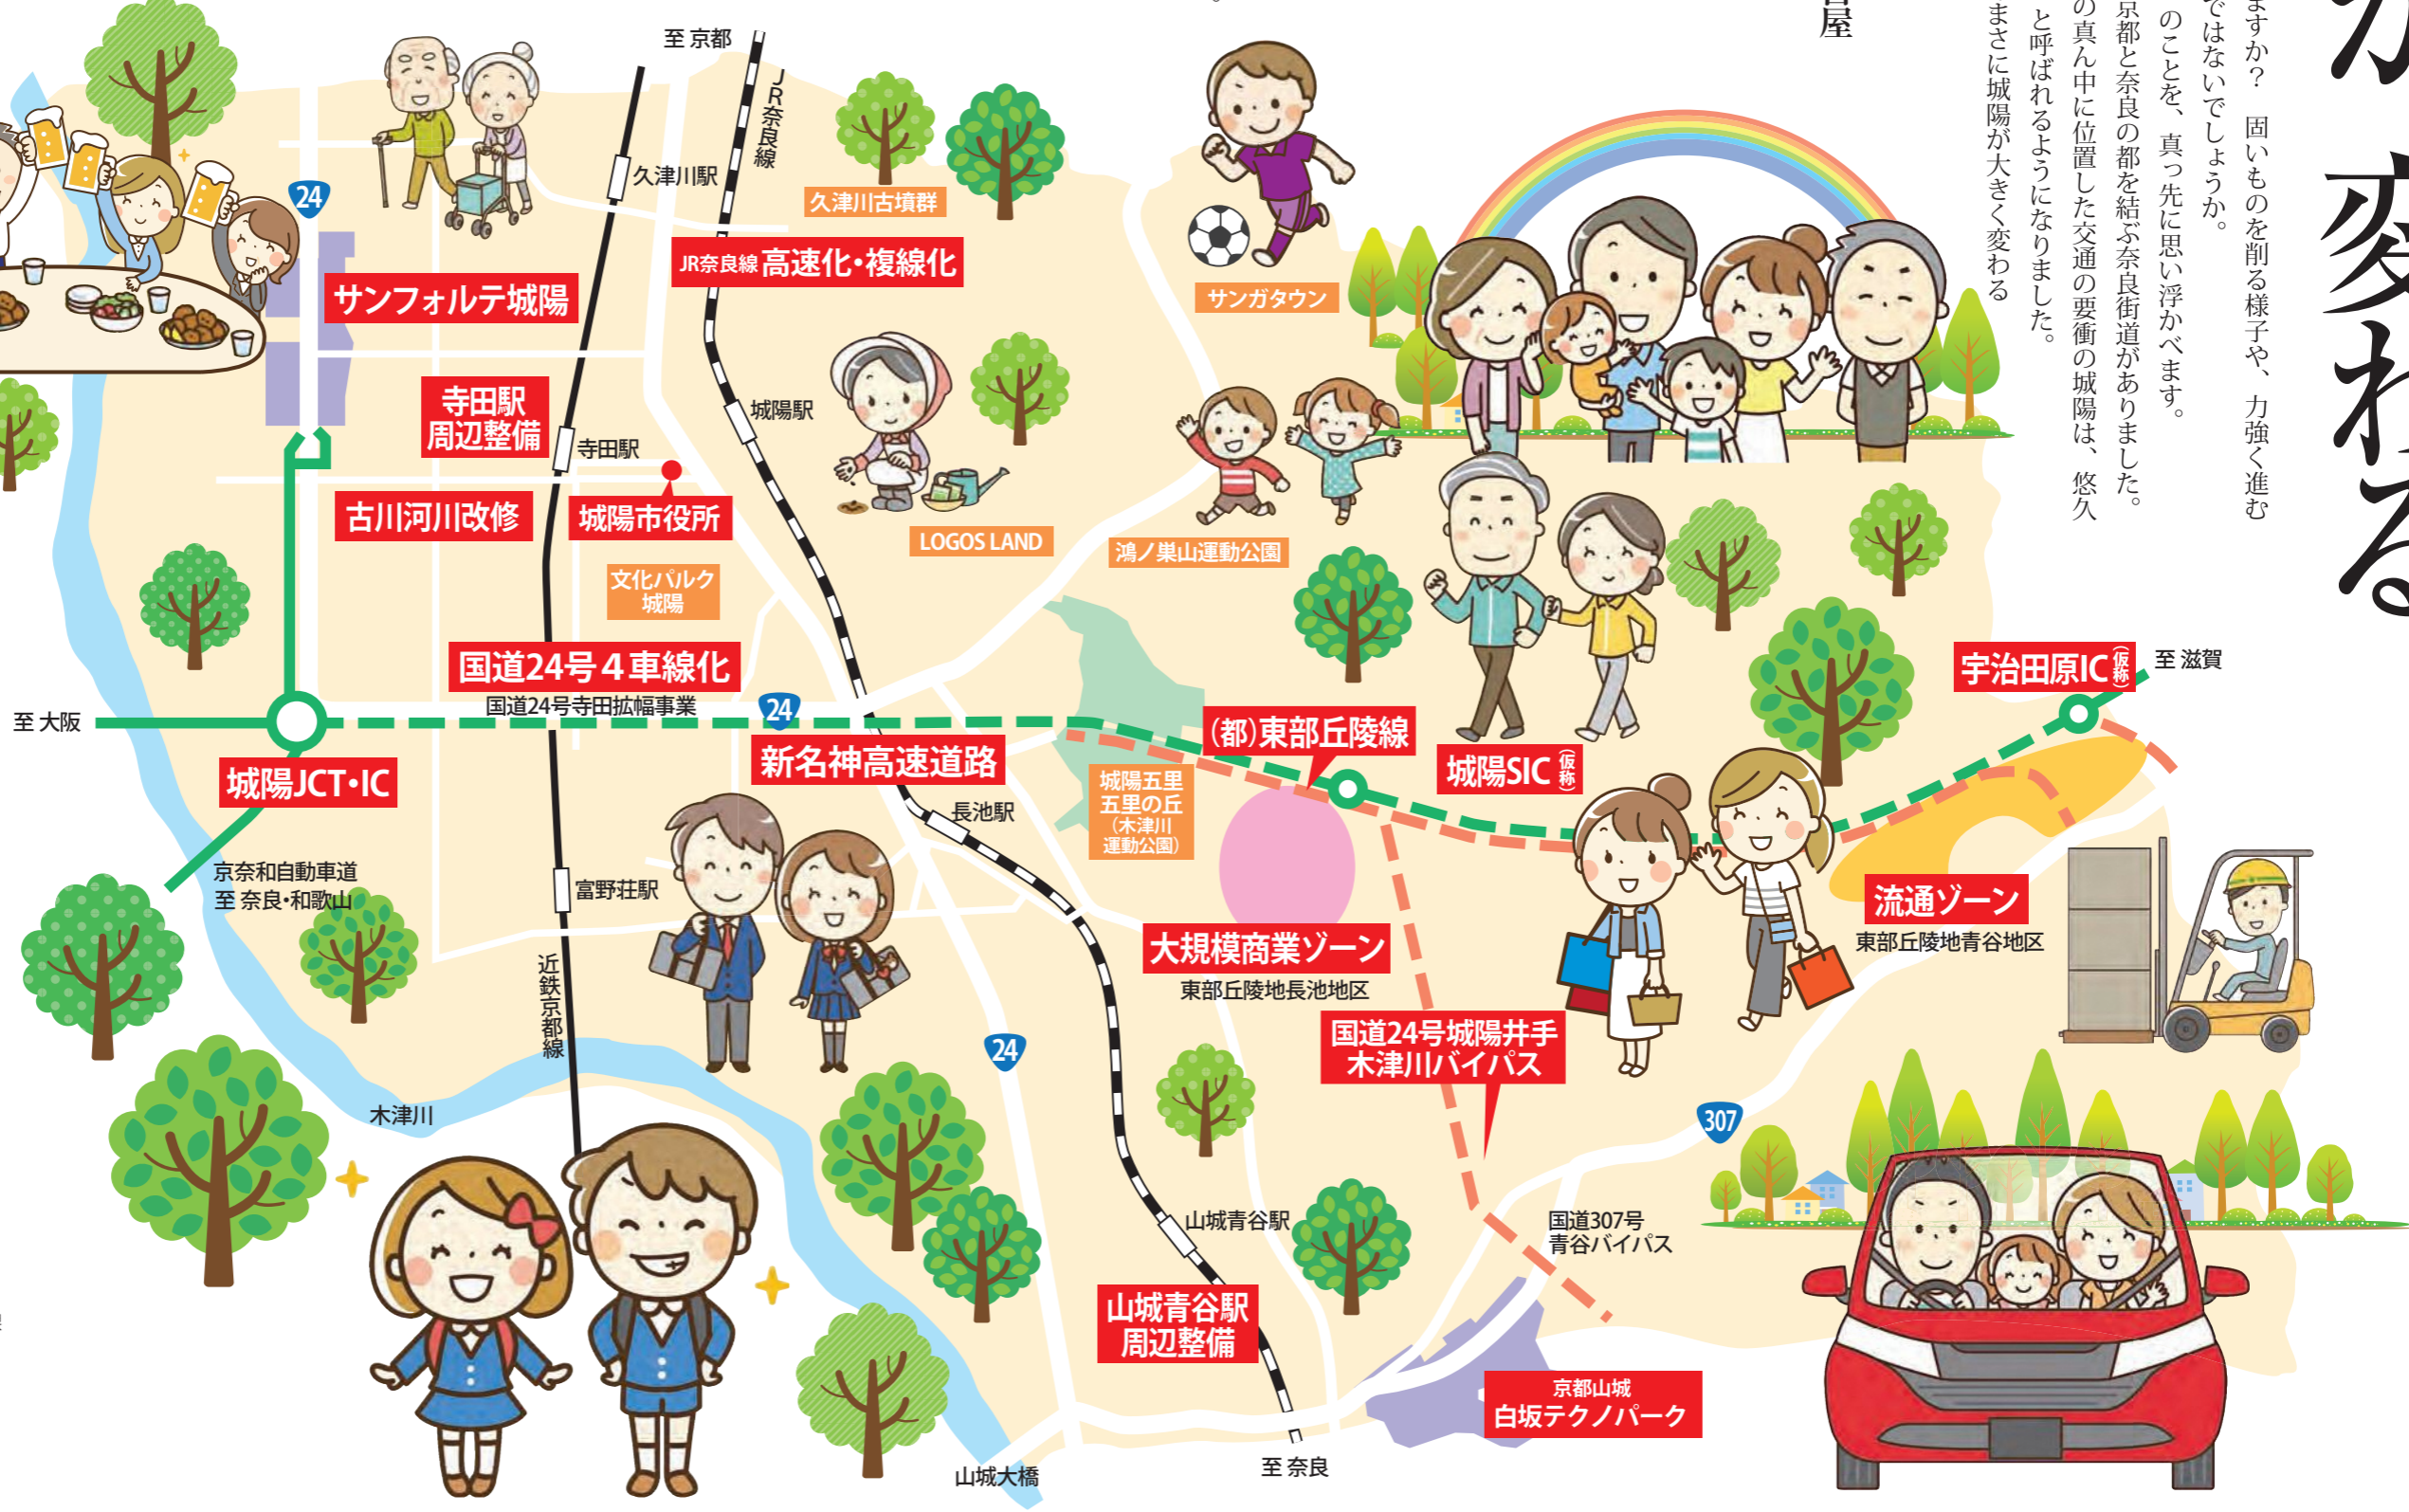 が 変われる
ますか？　固いものを削る様子や、力強く進む
ではないでしょうか。
のことを、真っ先に思い浮かべます。
京都と奈良の都を結ぶ奈良街道がありました。
の真ん中に位置した交通の要衝の城陽は、悠久
と呼ばれるようになりました。
まさに城陽が大きく変わる
屋
至 京都
JR奈良線
久津川駅
久津川古墳群
24
JR奈良線 高速化・複線化
サンフォルテ城陽
サンガタウン
寺田駅
周辺整備
城陽駅
寺田駅
古川河川改修
城陽市役所
LOGOS LAND
鴻ノ巣山運動公園
文化パルク
城陽
国道24号４車線化
国道24号寺田拡幅事業
24
至 大阪
新名神高速道路
城陽JCT・IC
(都)東部丘陵線
城陽SIC（仮称）
宇治田原IC（仮称）
至 滋賀
城陽五里
五里の丘
（木津川
運動公園）
長池駅
京奈和自動車道
至 奈良・和歌山
富野荘駅
近鉄京都線
大規模商業ゾーン
東部丘陵地長池地区
流通ゾーン
東部丘陵地青谷地区
国道24号城陽井手
木津川バイパス
24
木津川
307
山城青谷駅
国道307号
青谷バイパス
山城青谷駅
周辺整備
京都山城
白坂テクノパーク
山城大橋
至 奈良